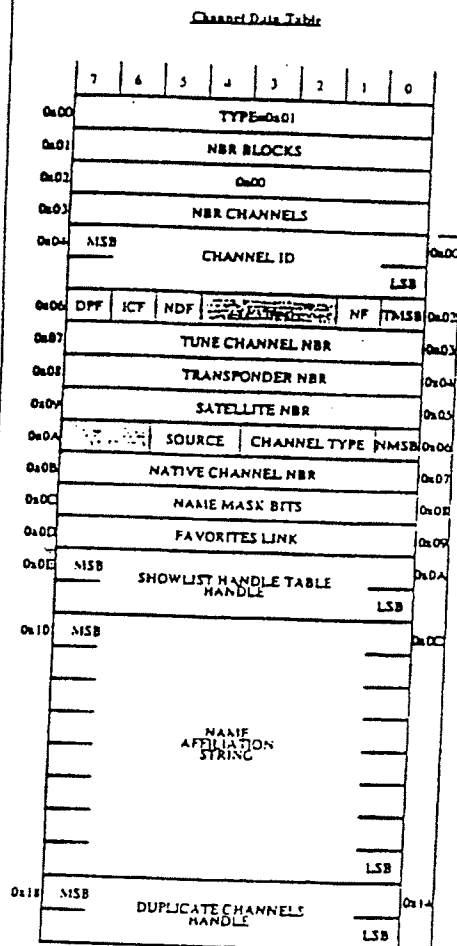 Channel Data Table
7 6 5 4 3 2 1 0
0x00 TYPE=0x01
0x01 NBR BLOCKS
0x02 0x00
0x03 NBR CHANNELS
0x04 MSB CHANNEL ID LSB 0x00
0x06 DPF ICF NDF NF TMSB 0x02
0x07 TUNE CHANNEL NBR 0x03
0x08 TRANSPONDER NBR 0x04
0x09 SATELLITE NBR 0x05
0x0A SOURCE CHANNEL TYPE NMSB 0x06
0x0B NATIVE CHANNEL NBR 0x07
0x0C NAME MASK BITS 0x08
0x0D FAVORITES LINK 0x09
0x0E MSB 0x0A
SHOWLIST HANDLE TABLE
HANDLE
LSB
0x10 MSB 0x0C
NAME
AFFILIATION
STRING
LSB
0x18 MSB 0x14
DUPLICATE CHANNELS
HANDLE
LSB